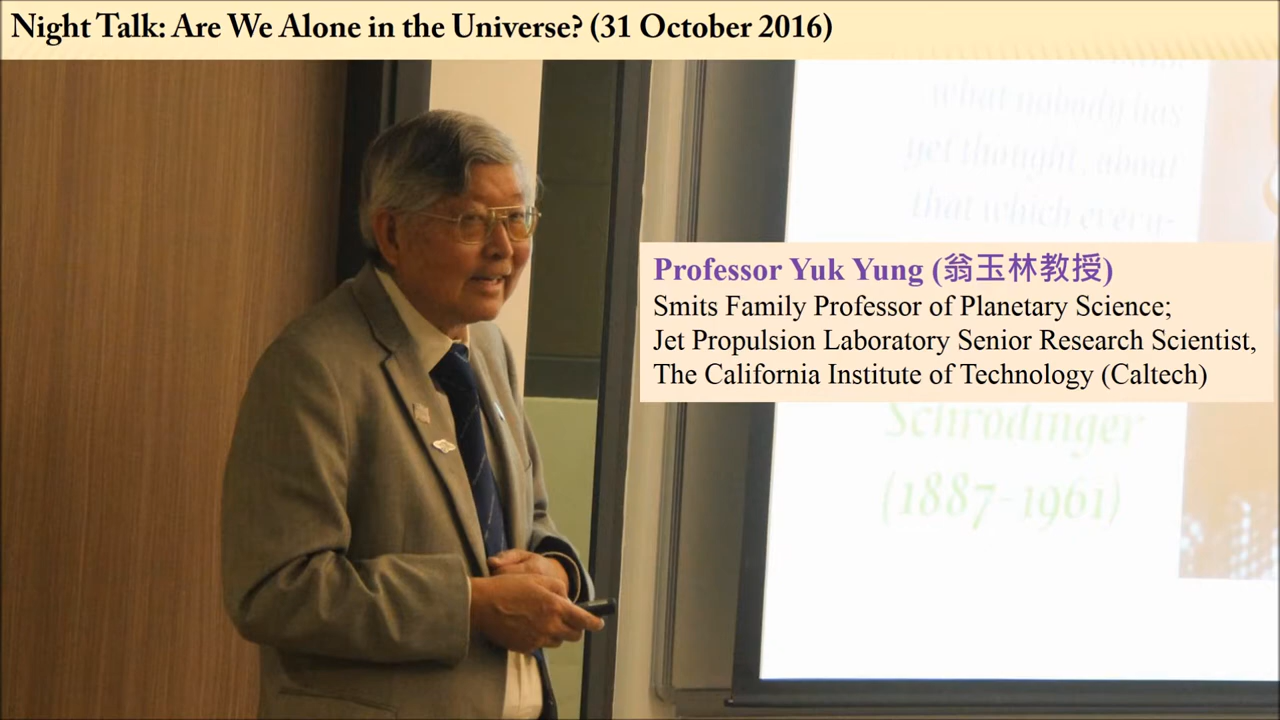 Night Talk: Are We Alone in the Universe? (31 October 2016)
what nobody has
yet thought, about
that which every-
Professor Yuk Yung (翁玉林教授)
Smits Family Professor of Planetary Science;
Jet Propulsion Laboratory Senior Research Scientist,
The California Institute of Technology (Caltech)
Schrodinger
(1887-1961)